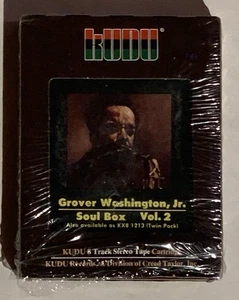 KUDU®
Grover Washington, Jr.
Soul Box Vol. 2
Also available as KX8 1213 (Twin Pack)
KUDU 8 Track Stereo Tape Cartridge
KUDU Records/A Division of Creed Taylor, Inc.